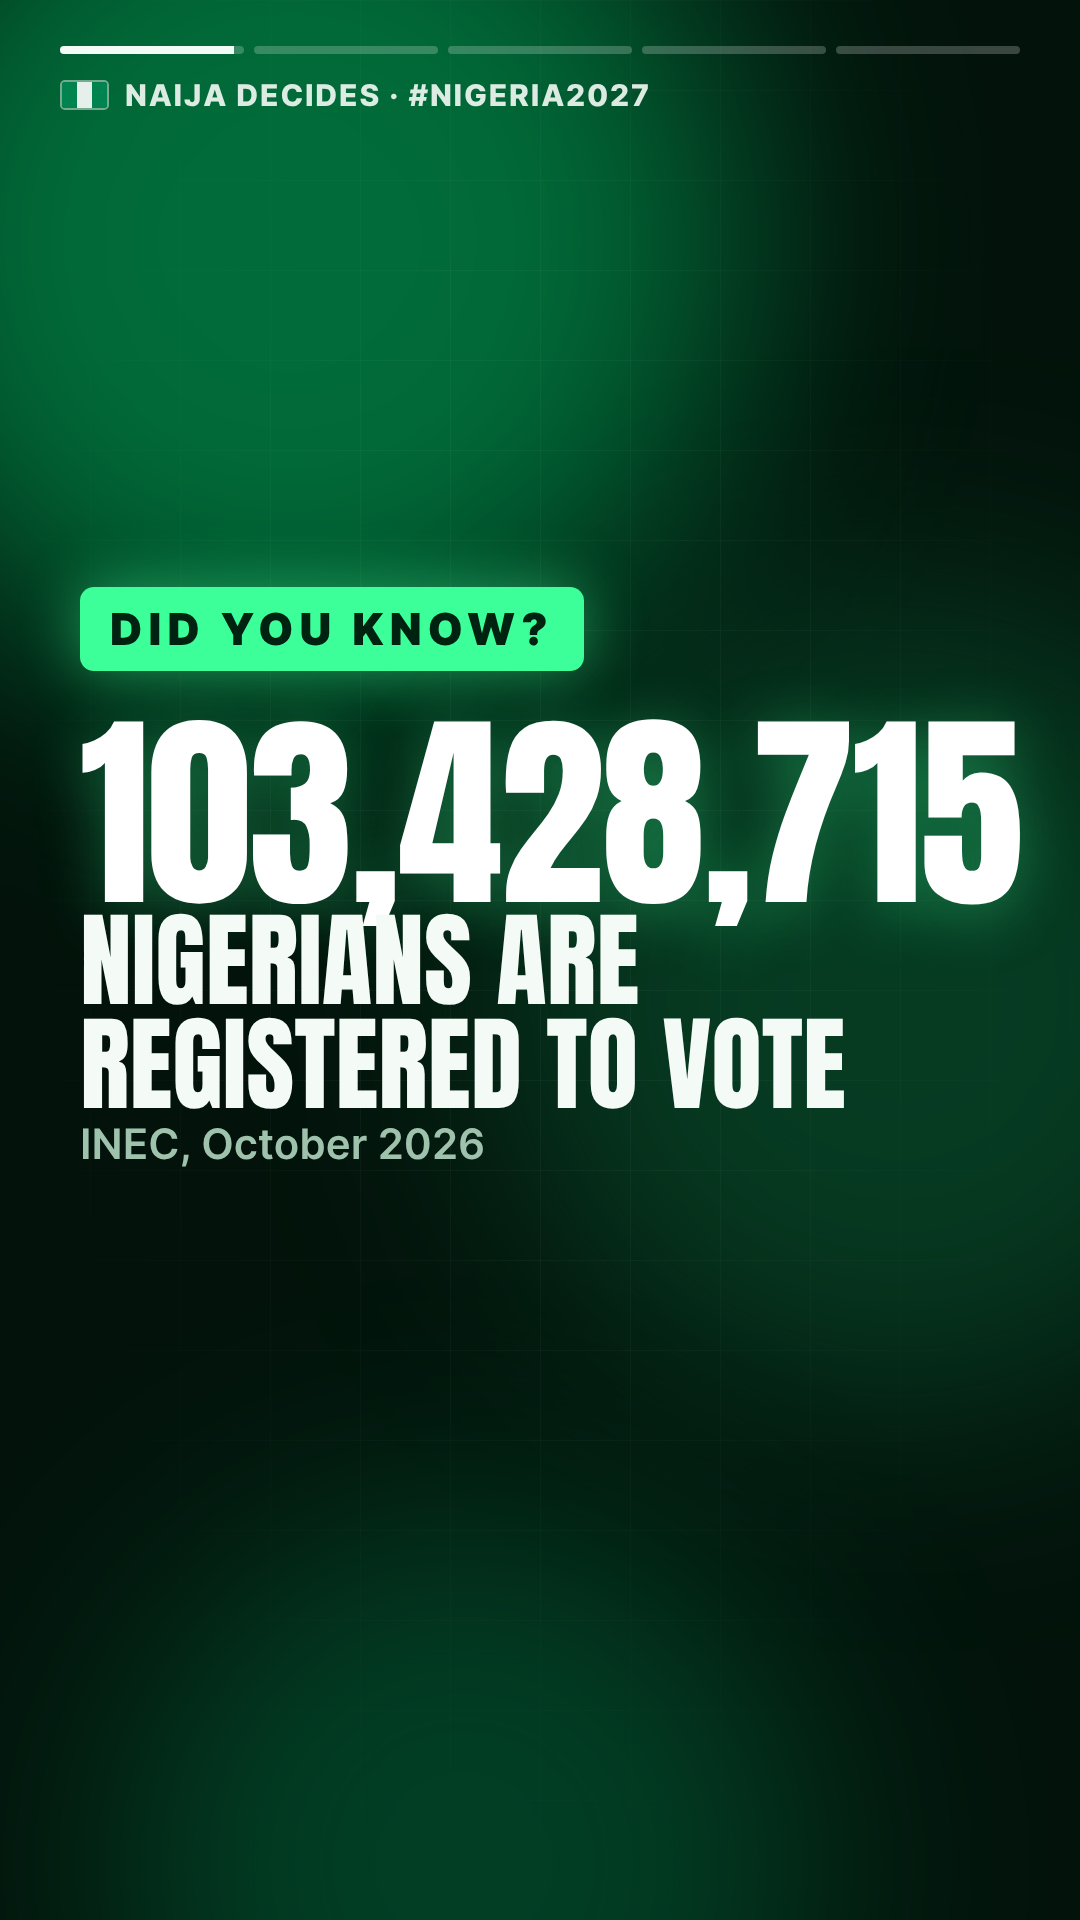 NAIJA DECIDES · #NIGERIA2027
DID YOU KNOW?
103,428,715
NIGERIANS ARE
REGISTERED TO VOTE
INEC, October 2026